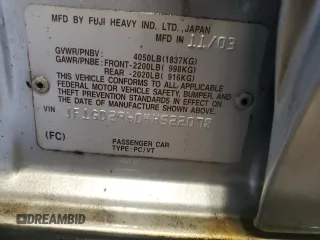 MFD BY FUJI HEAVY IND. LTD., JAPAN
MFD IN 11/03
GVWR/PNBV: 4050LB(1837KG)
GAWR/PNBE: FRONT-2200LB( 998KG)
REAR -2020LB( 916KG)
THIS VEHICLE CONFORMS TO ALL APPLICABLE
FEDERAL MOTOR VEHICLE SAFETY, BUMPER, AND
THEFT PREVENTION STANDARDS IN EFFECT ON
THE DATE OF MANUFACTURE SHOWN ABOVE.
VIN
(FC)
PASSENGER CAR
TYPE: PC/VT
DREAMBID